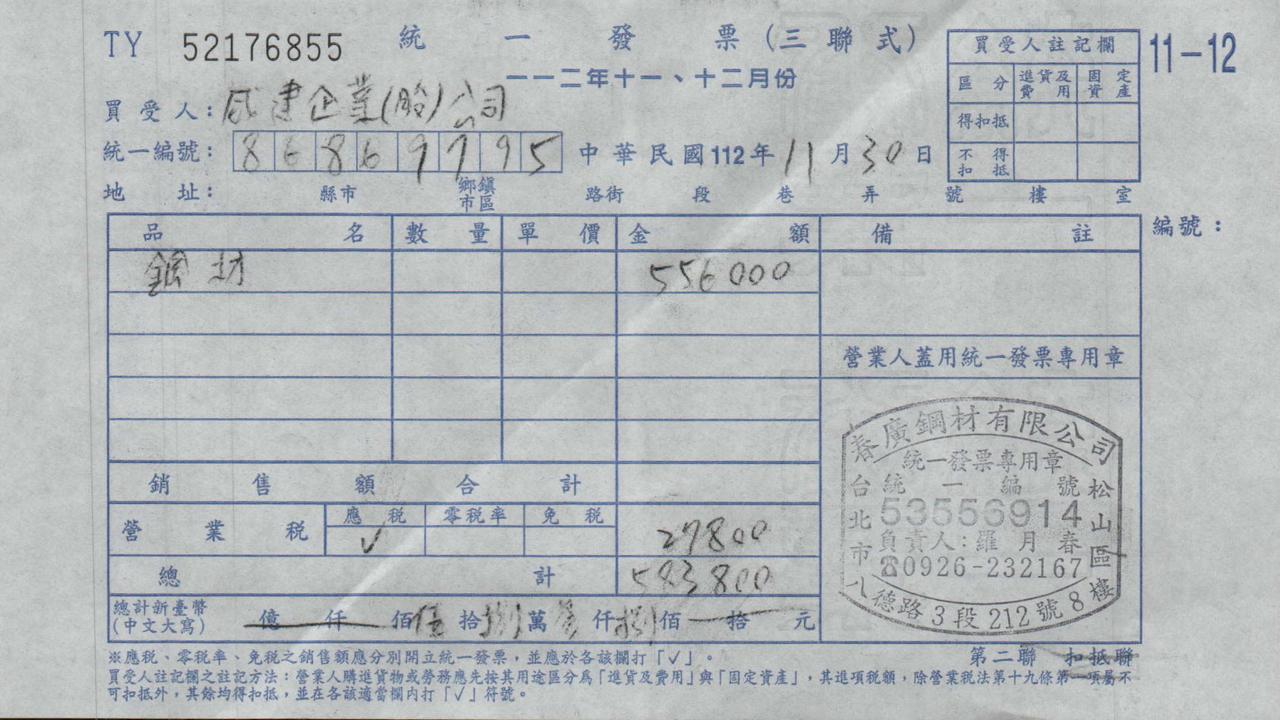 TY 52176855 統一發票(三聯式)
一一二年十一、十二月份
11-12
買受人註記欄
區分 進貨及費用 固定資產
得扣抵
不得扣抵
買受人: 威建企業(股)公司
統一編號: 86869795 中華民國112年11月30日
地址: 縣市 鄉鎮市區 路街 段 巷 弄 號 樓 室
編號:
品名 數量 單價 金額 備註
鋼材 556000
營業人蓋用統一發票專用章
銷售額合計
營業稅 應稅 零稅率 免稅
✓ 27800
總計 583800
總計新臺幣(中文大寫) 億 仟 佰 伍 拾 捌 萬 叁 仟 捌 佰 拾 元
春廣鋼材有限公司
統一發票專用章
統一編號
53556914
負責人:羅月春
☎0926-232167
台北市松山區八德路3段212號8樓
※應稅、零稅率、免稅之銷售額應分別開立統一發票,並應於各該欄打「✓」。
第二聯 扣抵聯
買受人註記欄之註記方法:營業人購進貨物或勞務應先按其用途區分為「進貨及費用」與「固定資產」,其進項稅額,除營業稅法第十九條第一項屬不
可扣抵外,其餘均得扣抵,並在各該適當欄內打「✓」符號。